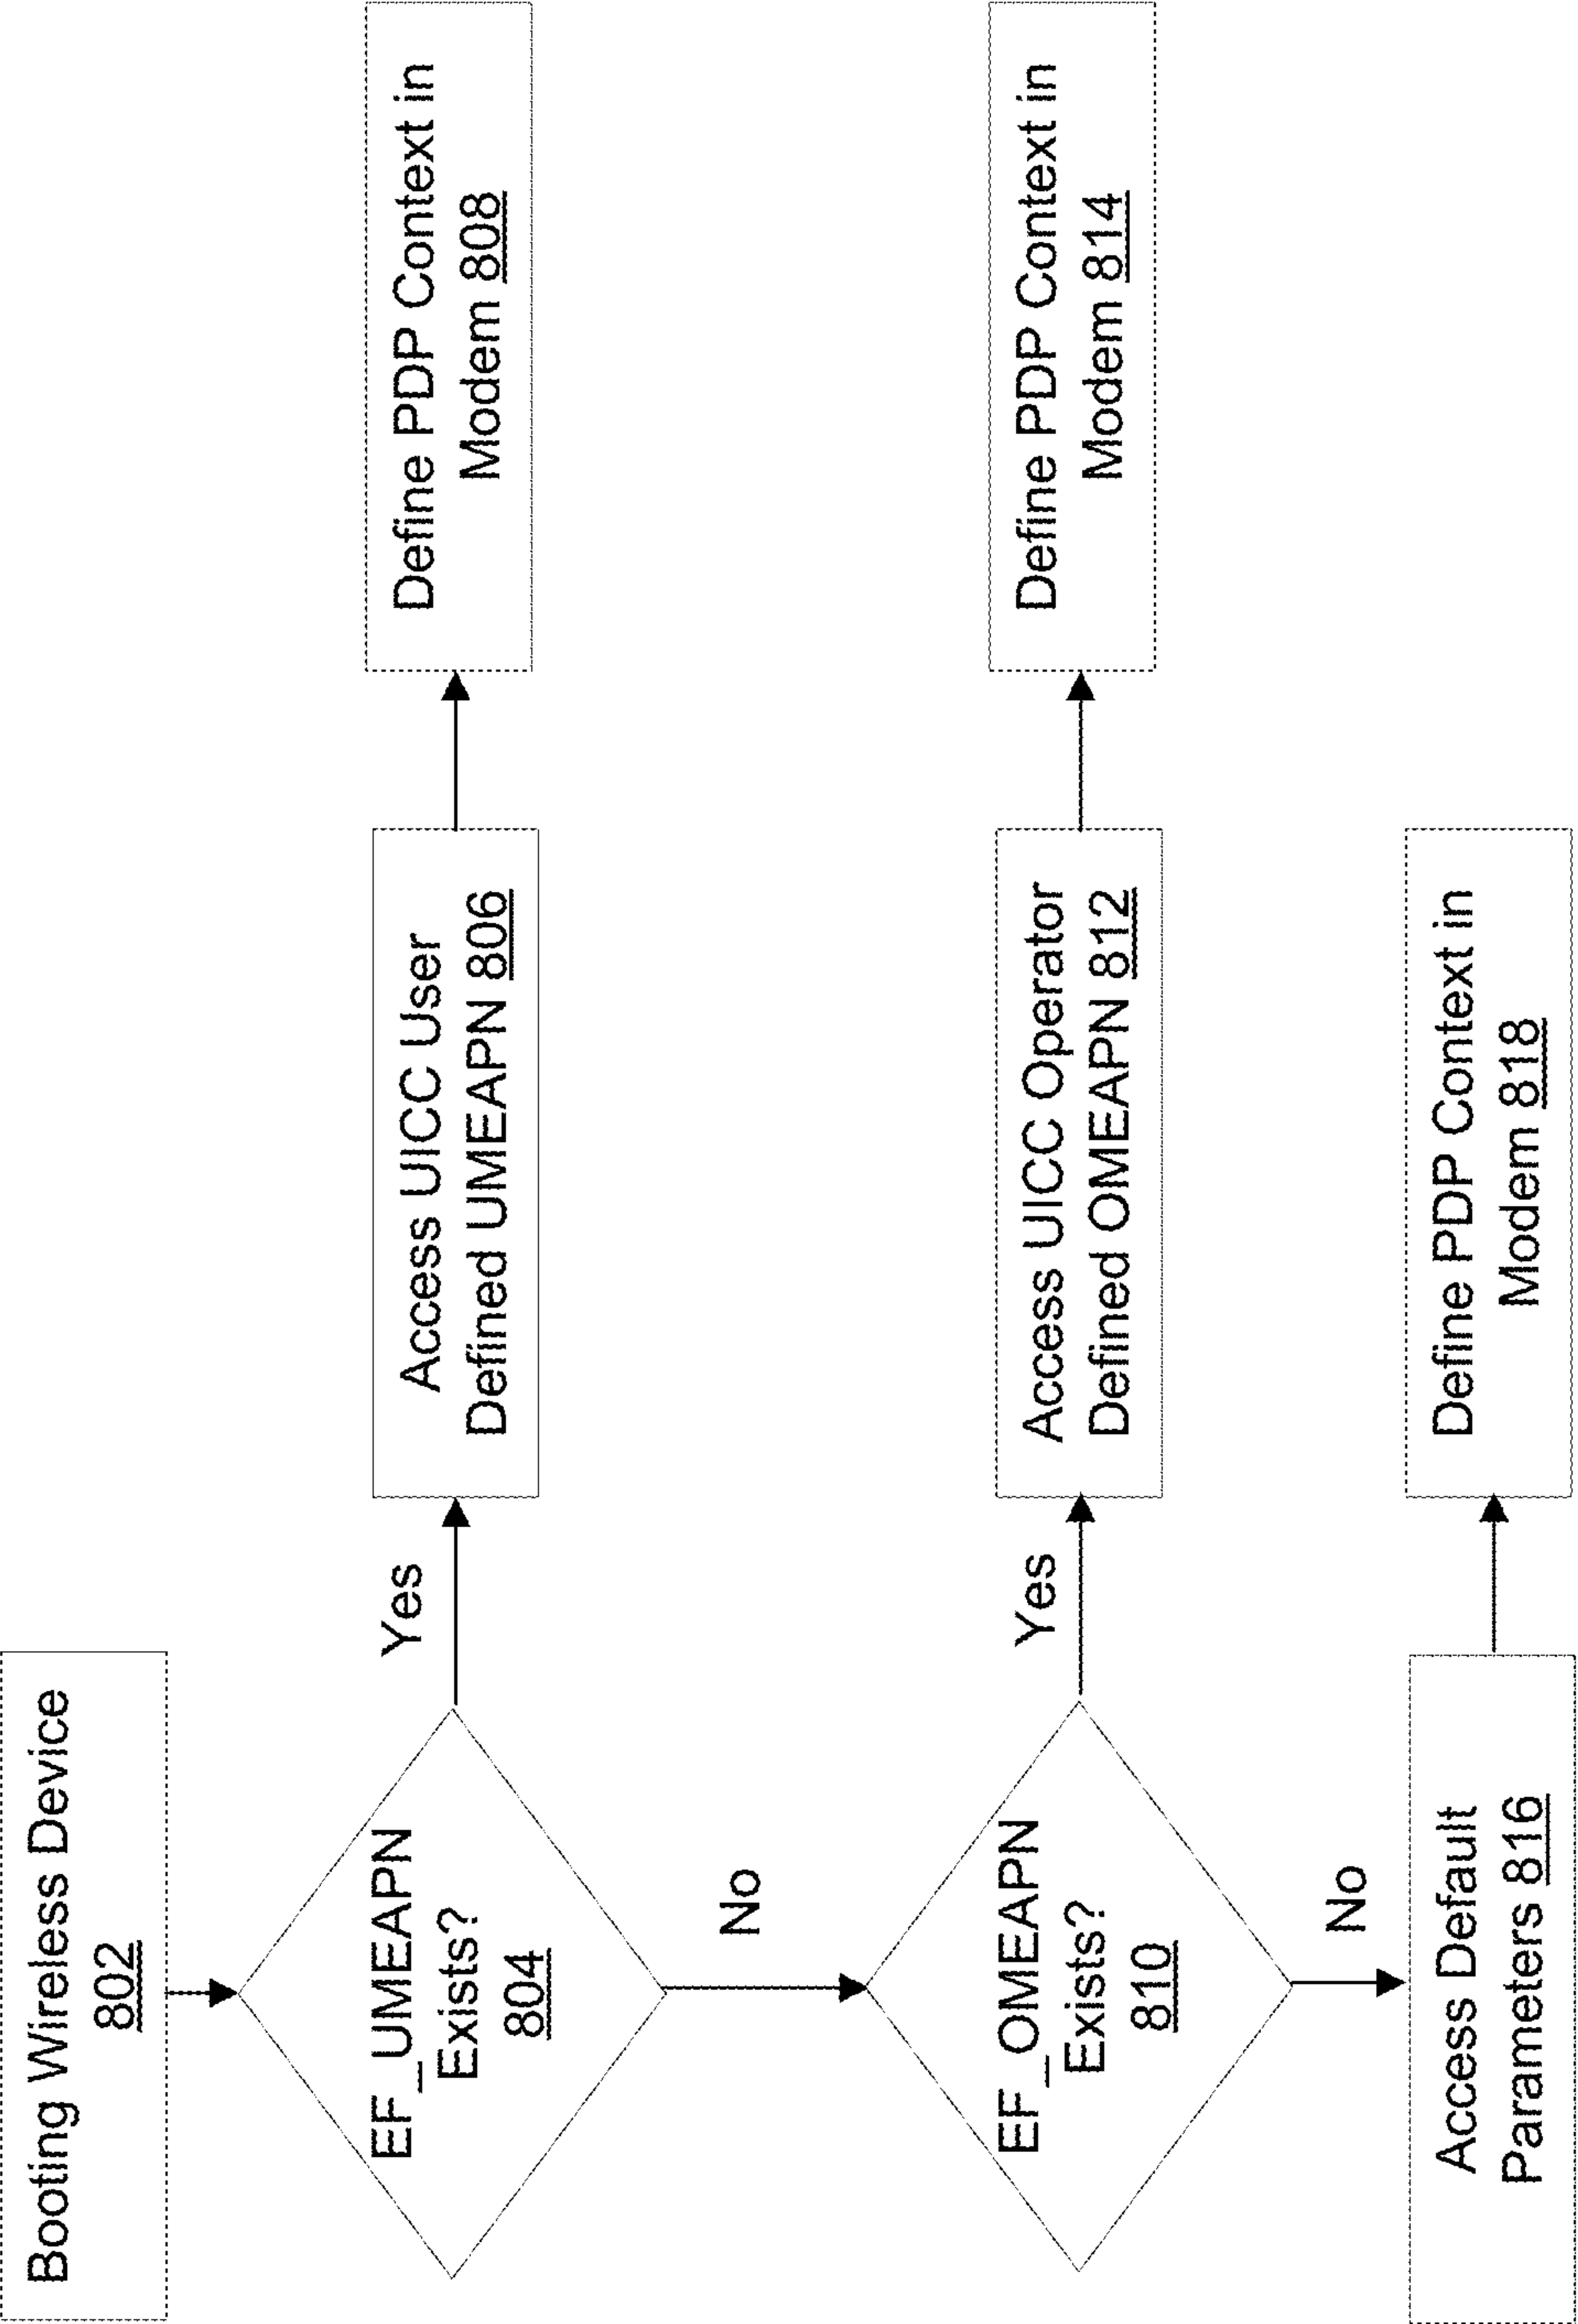 Booting Wireless Device
802
EF_UMEAPN
Exists?
804
Yes
Access UICC User
Defined UMEAPN 806
Define PDP Context in
Modem 808
No
EF_OMEAPN
Exists?
810
Yes
Access UICC Operator
Defined OMEAPN 812
Define PDP Context in
Modem 814
No
Access Default
Parameters 816
Define PDP Context in
Modem 818